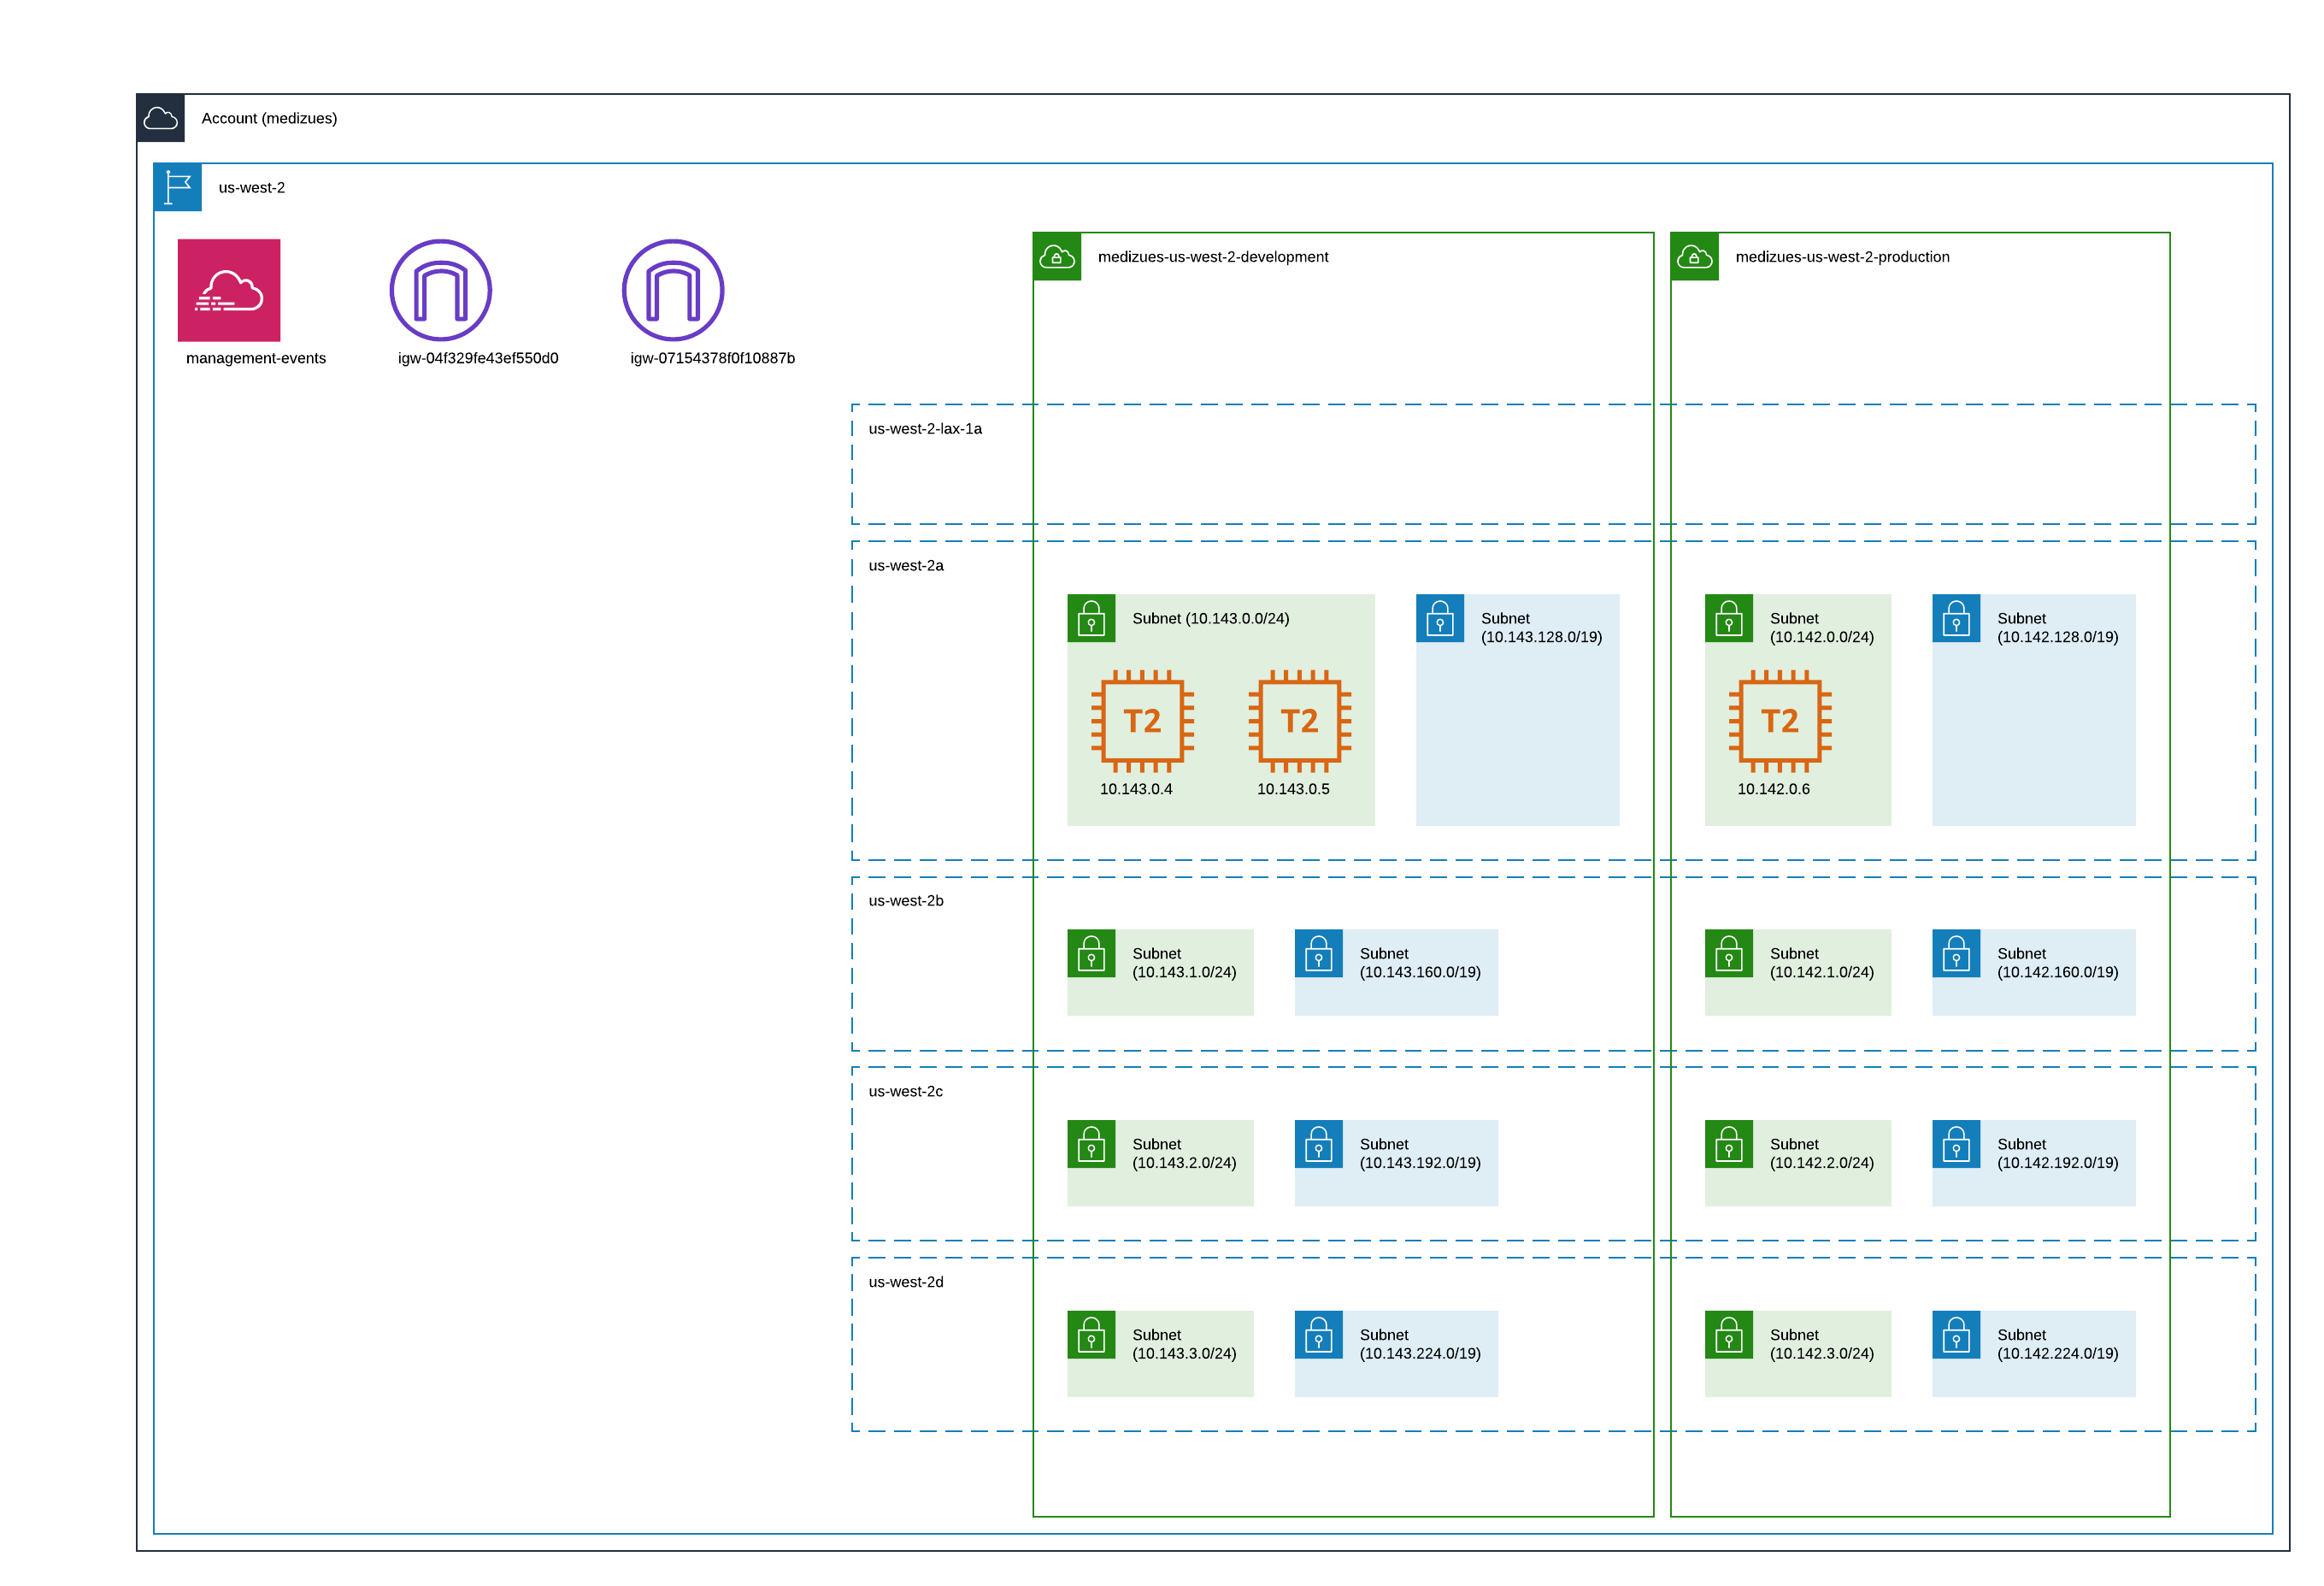 Account (medizues)
us-west-2
management-events
igw-04f329fe43ef550d0
igw-07154378f0f10887b
medizues-us-west-2-development
medizues-us-west-2-production
us-west-2-lax-1a
us-west-2a
Subnet (10.143.0.0/24)
T2
10.143.0.4
T2
10.143.0.5
Subnet
(10.143.128.0/19)
Subnet
(10.142.0.0/24)
T2
10.142.0.6
Subnet
(10.142.128.0/19)
us-west-2b
Subnet
(10.143.1.0/24)
Subnet
(10.143.160.0/19)
Subnet
(10.142.1.0/24)
Subnet
(10.142.160.0/19)
us-west-2c
Subnet
(10.143.2.0/24)
Subnet
(10.143.192.0/19)
Subnet
(10.142.2.0/24)
Subnet
(10.142.192.0/19)
us-west-2d
Subnet
(10.143.3.0/24)
Subnet
(10.143.224.0/19)
Subnet
(10.142.3.0/24)
Subnet
(10.142.224.0/19)